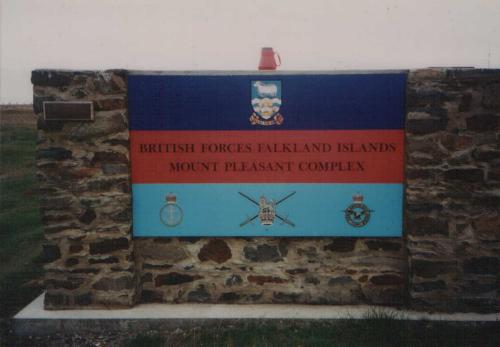 BRITISH FORCES FALKLAND ISLANDS
MOUNT PLEASANT COMPLEX